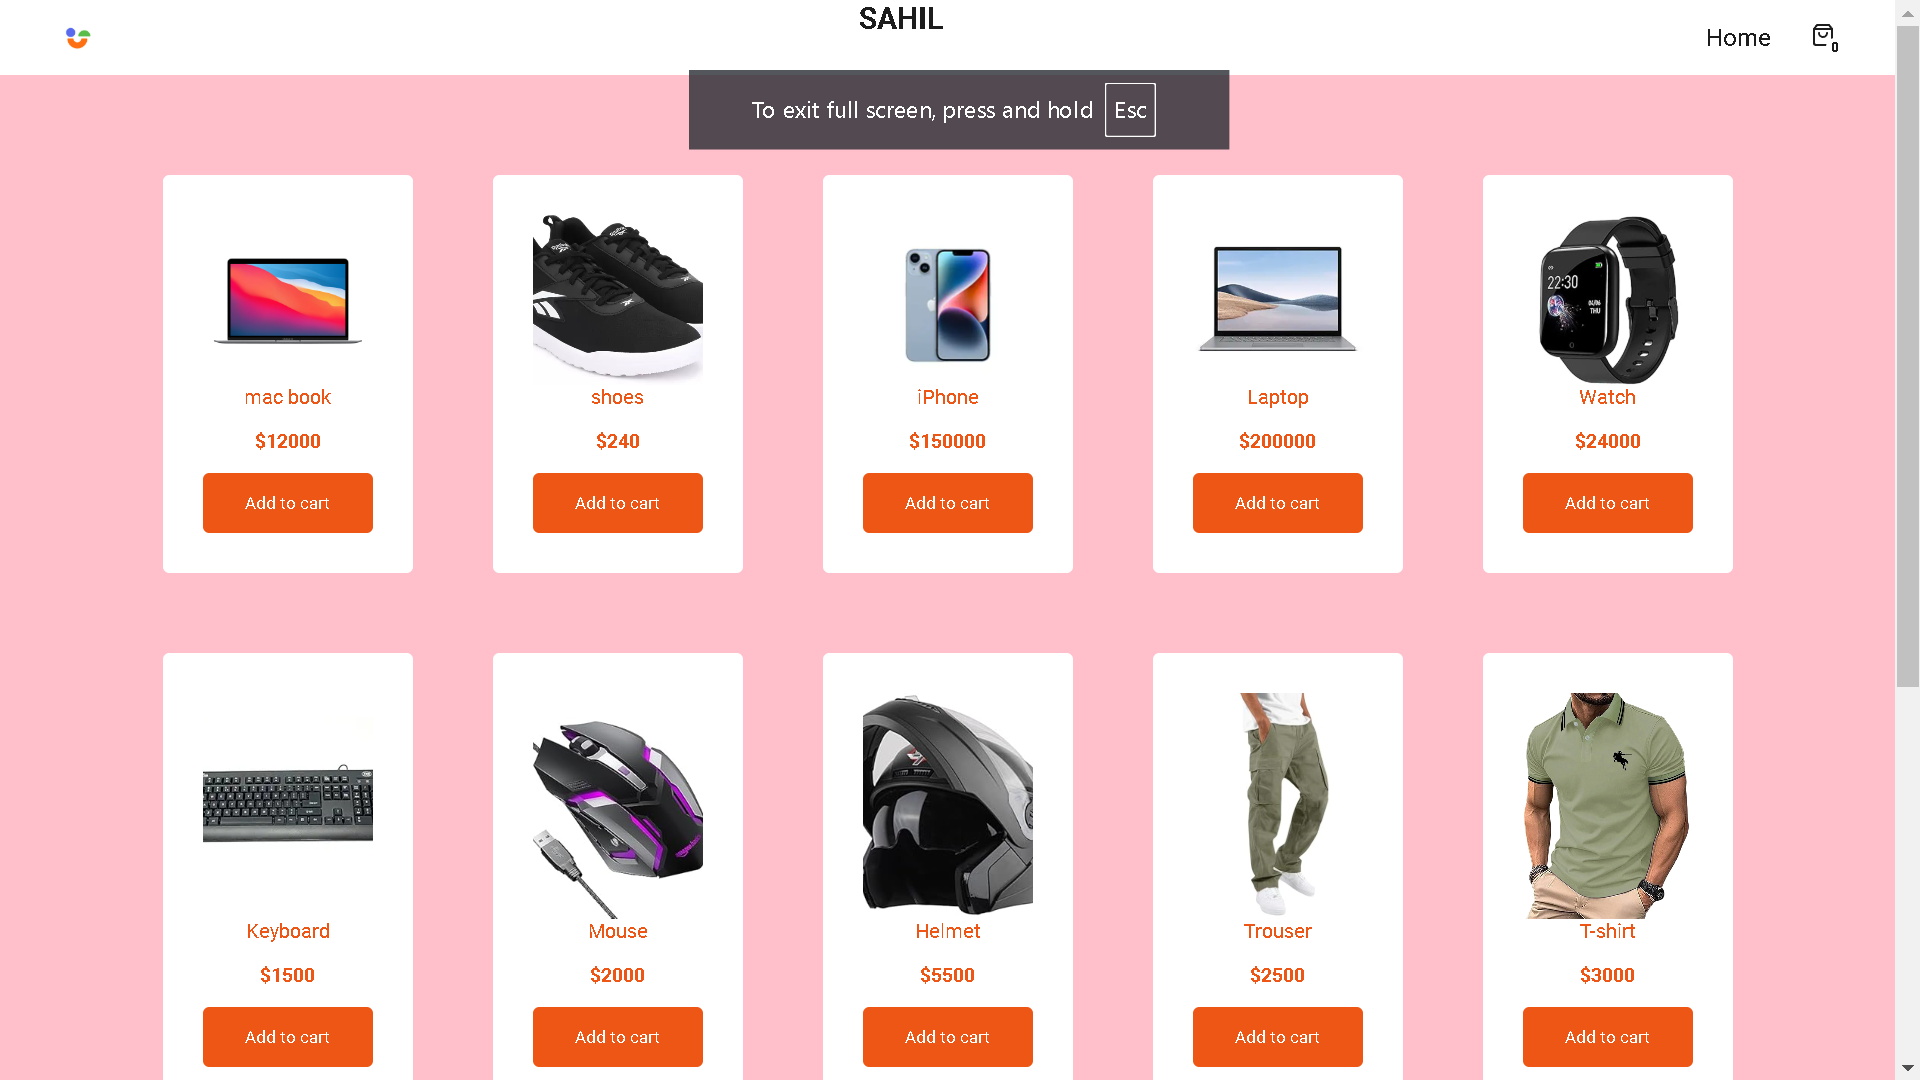 SAHIL
Home
0
To exit full screen, press and hold Esc
22:30
04/06
THU
mac book
shoes
iPhone
Laptop
Watch
$12000
$240
$150000
$200000
$24000
Add to cart
Add to cart
Add to cart
Add to cart
Add to cart
Keyboard
Mouse
Helmet
Trouser
T-shirt
$1500
$2000
$5500
$2500
$3000
Add to cart
Add to cart
Add to cart
Add to cart
Add to cart